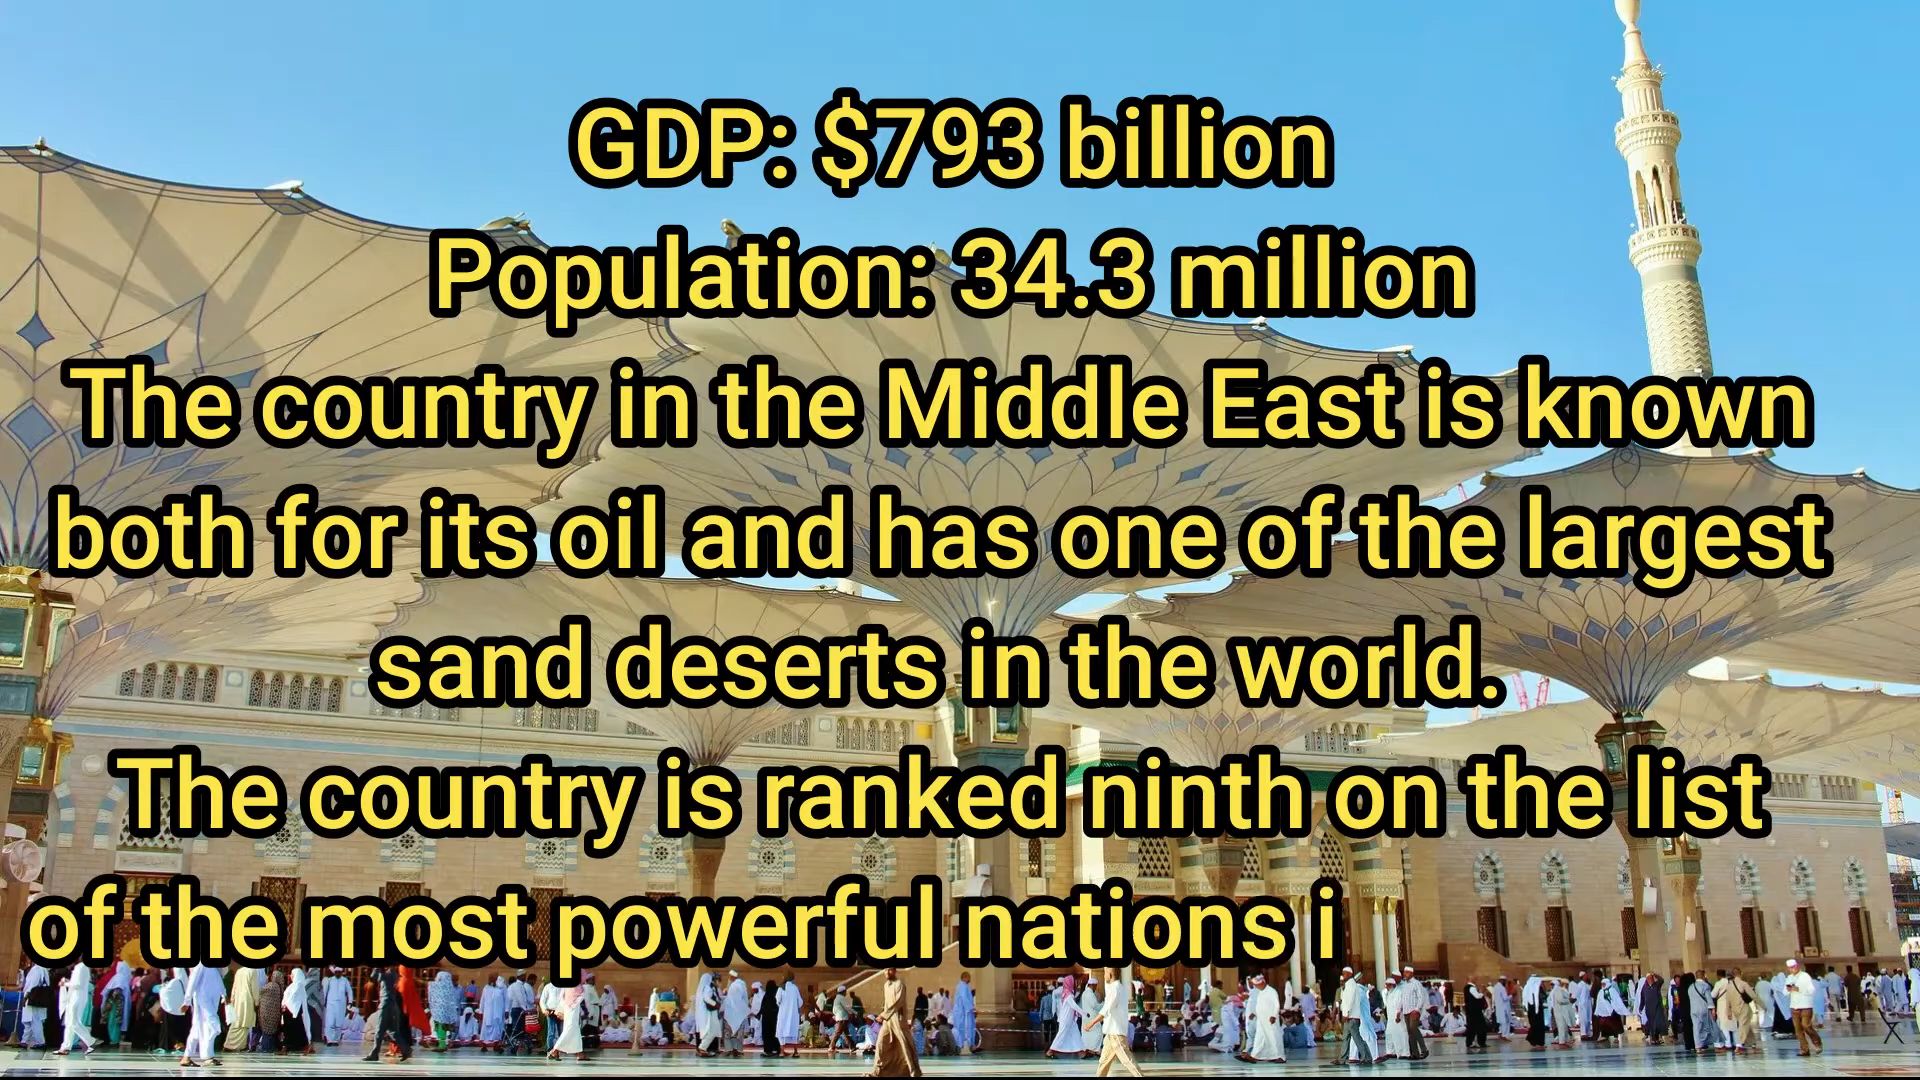 GDP: $793 billion
Population: 34.3 million
The country in the Middle East is known
both for its oil and has one of the largest
sand deserts in the world.
The country is ranked ninth on the list
of the most powerful nations i